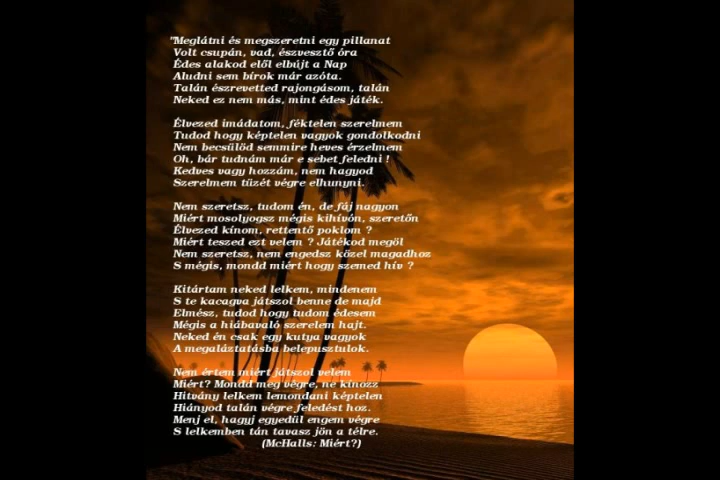 "Meglátni és megszeretni egy pillanat
Volt csupán, vad, észvesztő óra
Édes alakod elől elbújt a Nap
Aludni sem bírok már azóta.
Talán észrevetted rajongásom, talán
Neked ez nem más, mint édes játék.
Élvezed imádatom, féktelen szerelmem
Tudod hogy képtelen vagyok gondolkodni
Nem becsülöd semmire heves érzelmem
Oh, bár tudnám már e sebet feledni !
Kedves vagy hozzám, nem hagyod
Szerelmem tüzét végre elhunyni.
Nem szeretsz, tudom én, de fáj nagyon
Miért mosolyogsz mégis kihívón, szeretőn
Élvezed kínom, rettentő poklom ?
Miért teszed ezt velem ? Játékod megöl
Nem szeretsz, nem engedsz közel magadhoz
S mégis, mondd miért hogy szemed hív ?
Kitártam neked lelkem, mindenem
S te kacagva játszol benne de majd
Elmész, tudod hogy tudom édesem
Mégis a hiábavaló szerelem hajt.
Neked én csak egy kutya vagyok
A megaláztatásba belepusztulok.
Nem értem miért játszol velem
Miért? Mondd meg végre, ne kínozz
Hitvány lelkem lemondani képtelen
Hiányod talán végre feledést hoz.
Menj el, hagyj egyedül engem végre
S lelkemben tán tavasz jön a télre.
(McHalls: Miért?)